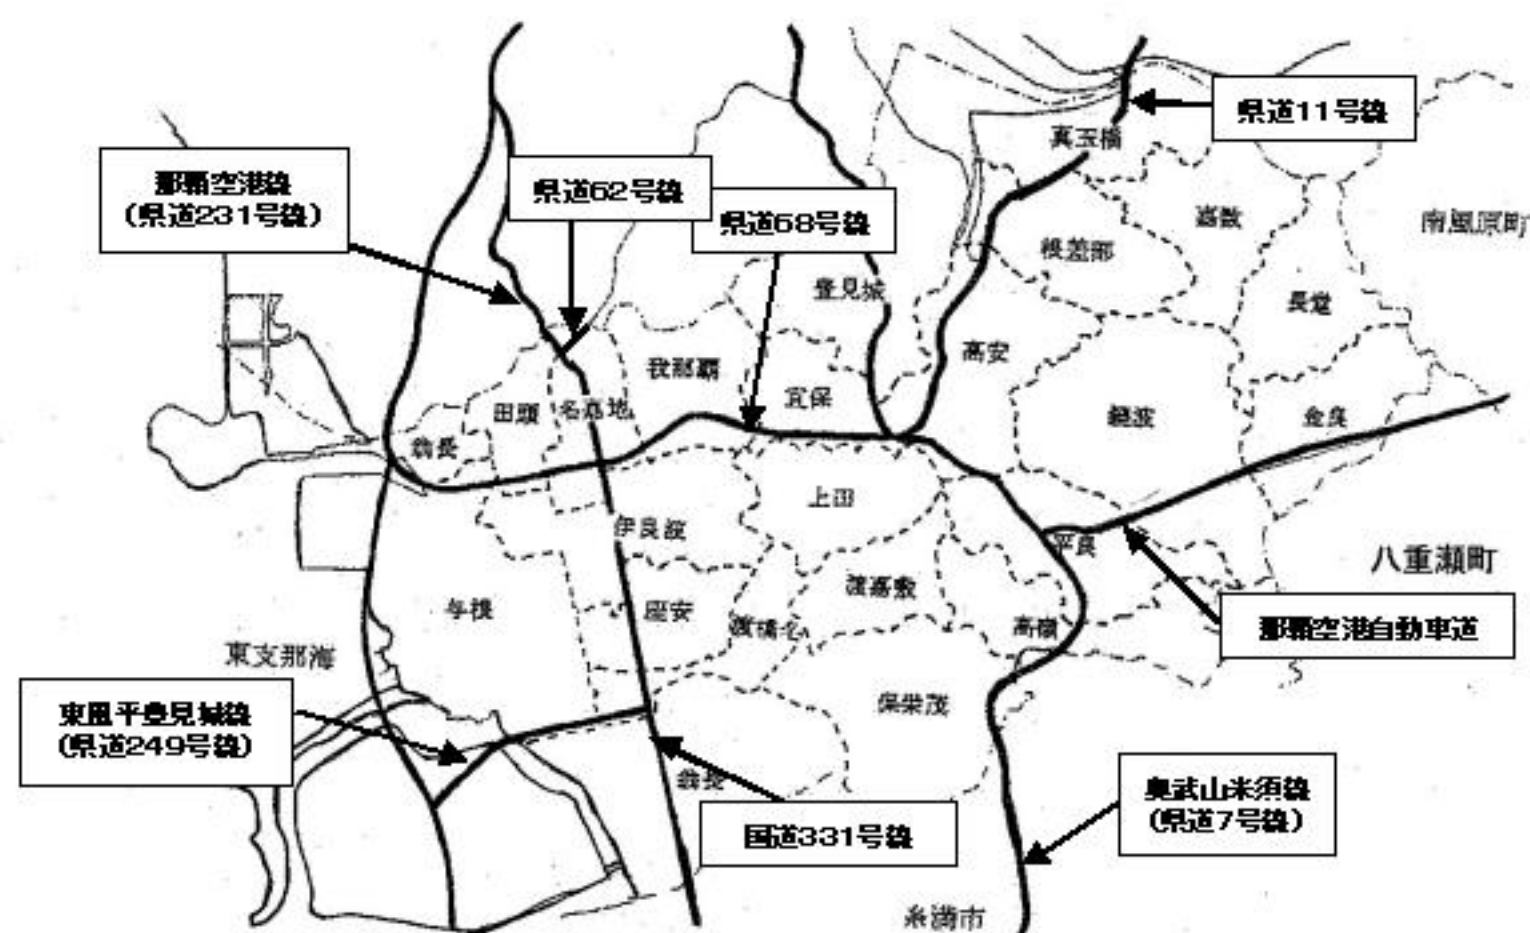 県道11号線
真玉橋
那覇空港線
(県道231号線)
県道62号線
県道68号線
嘉数
南風原町
根差部
豊見城
長堂
高安
我那覇
宜保
田頭
名嘉地
翁長
饒波
金良
上田
伊良波
平良
八重瀬町
与根
座安
渡嘉敷
渡橋名
高嶺
那覇空港自動車道
東支那海
保栄茂
東風平豊見城線
(県道249号線)
翁長
奥武山米須線
(県道7号線)
国道331号線
糸満市